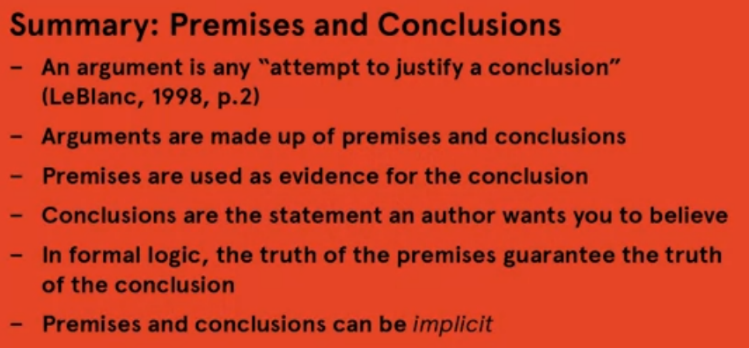 Summary: Premises and Conclusions
– An argument is any "attempt to justify a conclusion"
(LeBlanc, 1998, p.2)
– Arguments are made up of premises and conclusions
– Premises are used as evidence for the conclusion
– Conclusions are the statement an author wants you to believe
– In formal logic, the truth of the premises guarantee the truth
of the conclusion
– Premises and conclusions can be implicit